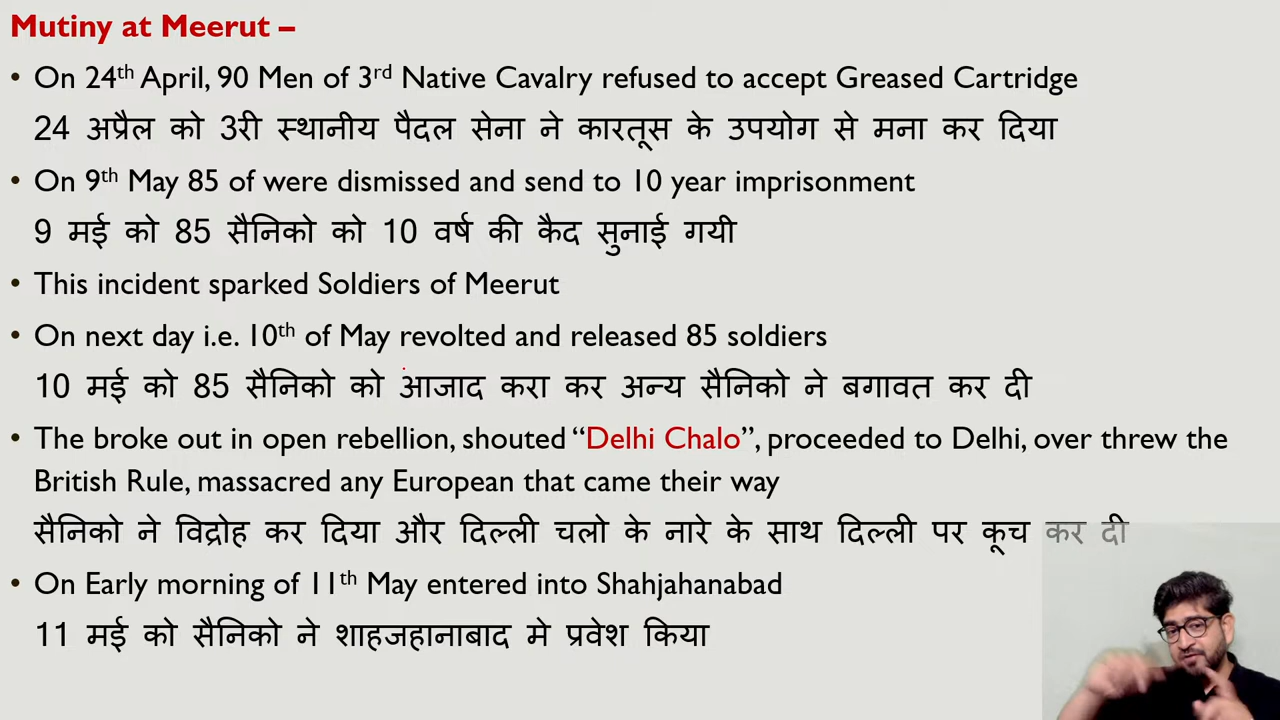 Mutiny at Meerut –
• On 24th April, 90 Men of 3rd Native Cavalry refused to accept Greased Cartridge
24 अप्रैल को 3री स्थानीय पैदल सेना ने कारतूस के उपयोग से मना कर दिया
• On 9th May 85 of were dismissed and send to 10 year imprisonment
9 मई को 85 सैनिको को 10 वर्ष की कैद सुनाई गयी
• This incident sparked Soldiers of Meerut
• On next day i.e. 10th of May revolted and released 85 soldiers
10 मई को 85 सैनिको को आजाद करा कर अन्य सैनिको ने बगावत कर दी
• The broke out in open rebellion, shouted “Delhi Chalo”, proceeded to Delhi, over threw the
British Rule, massacred any European that came their way
सैनिको ने विद्रोह कर दिया और दिल्ली चलो के नारे के साथ दिल्ली पर कूच कर दी
• On Early morning of 11th May entered into Shahjahanabad
11 मई को सैनिको ने शाहजहानाबाद मे प्रवेश किया